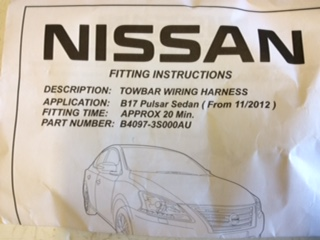 NISSAN
FITTING INSTRUCTIONS
DESCRIPTION: TOWBAR WIRING HARNESS
APPLICATION: B17 Pulsar Sedan ( From 11/2012 )
FITTING TIME: APPROX 20 Min.
PART NUMBER: B4097-3S000AU